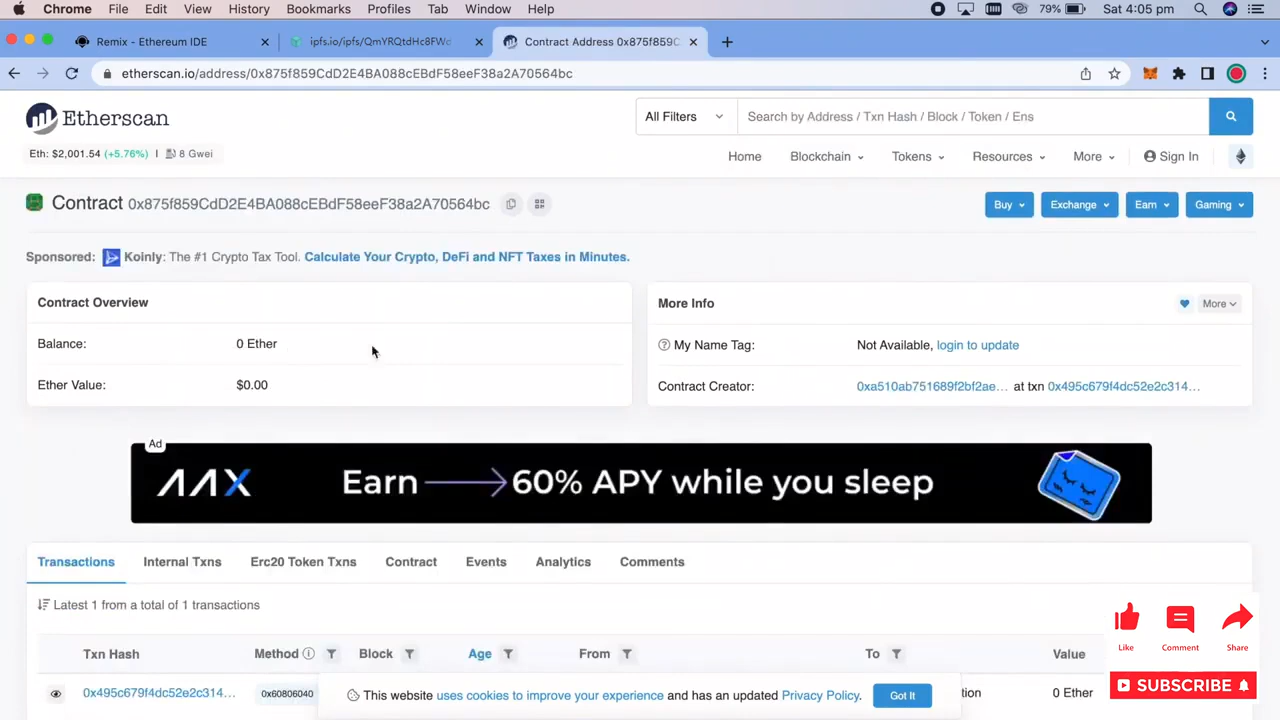 Chrome File Edit View History Bookmarks Profiles Tab Window Help 79% Sat 4:05 pm
Remix - Ethereum IDE ipfs.io/ipfs/QmYRQtdHc8FWd Contract Address 0x875f859C
etherscan.io/address/0x875f859CdD2E4BA088cEBdF58eeF38a2A70564bc
Etherscan
All Filters Search by Address / Txn Hash / Block / Token / Ens
Eth: $2,001.54 (+5.76%) | 8 Gwei
Home Blockchain Tokens Resources More Sign In
Contract 0x875f859CdD2E4BA088cEBdF58eeF38a2A70564bc
Buy Exchange Earn Gaming
Sponsored: Koinly: The #1 Crypto Tax Tool. Calculate Your Crypto, DeFi and NFT Taxes in Minutes.
Contract Overview
Balance: 0 Ether
Ether Value: $0.00
More Info More
My Name Tag: Not Available, login to update
Contract Creator: 0xa510ab751689f2bf2ae... at txn 0x495c679f4dc52e2c314...
Ad
AAX Earn 60% APY while you sleep
Transactions Internal Txns Erc20 Token Txns Contract Events Analytics Comments
Latest 1 from a total of 1 transactions
Txn Hash Method Block Age From To Value
0x495c679f4dc52e2c314... 0x60806040 tion 0 Ether
This website uses cookies to improve your experience and has an updated Privacy Policy. Got It
Like Comment Share
SUBSCRIBE